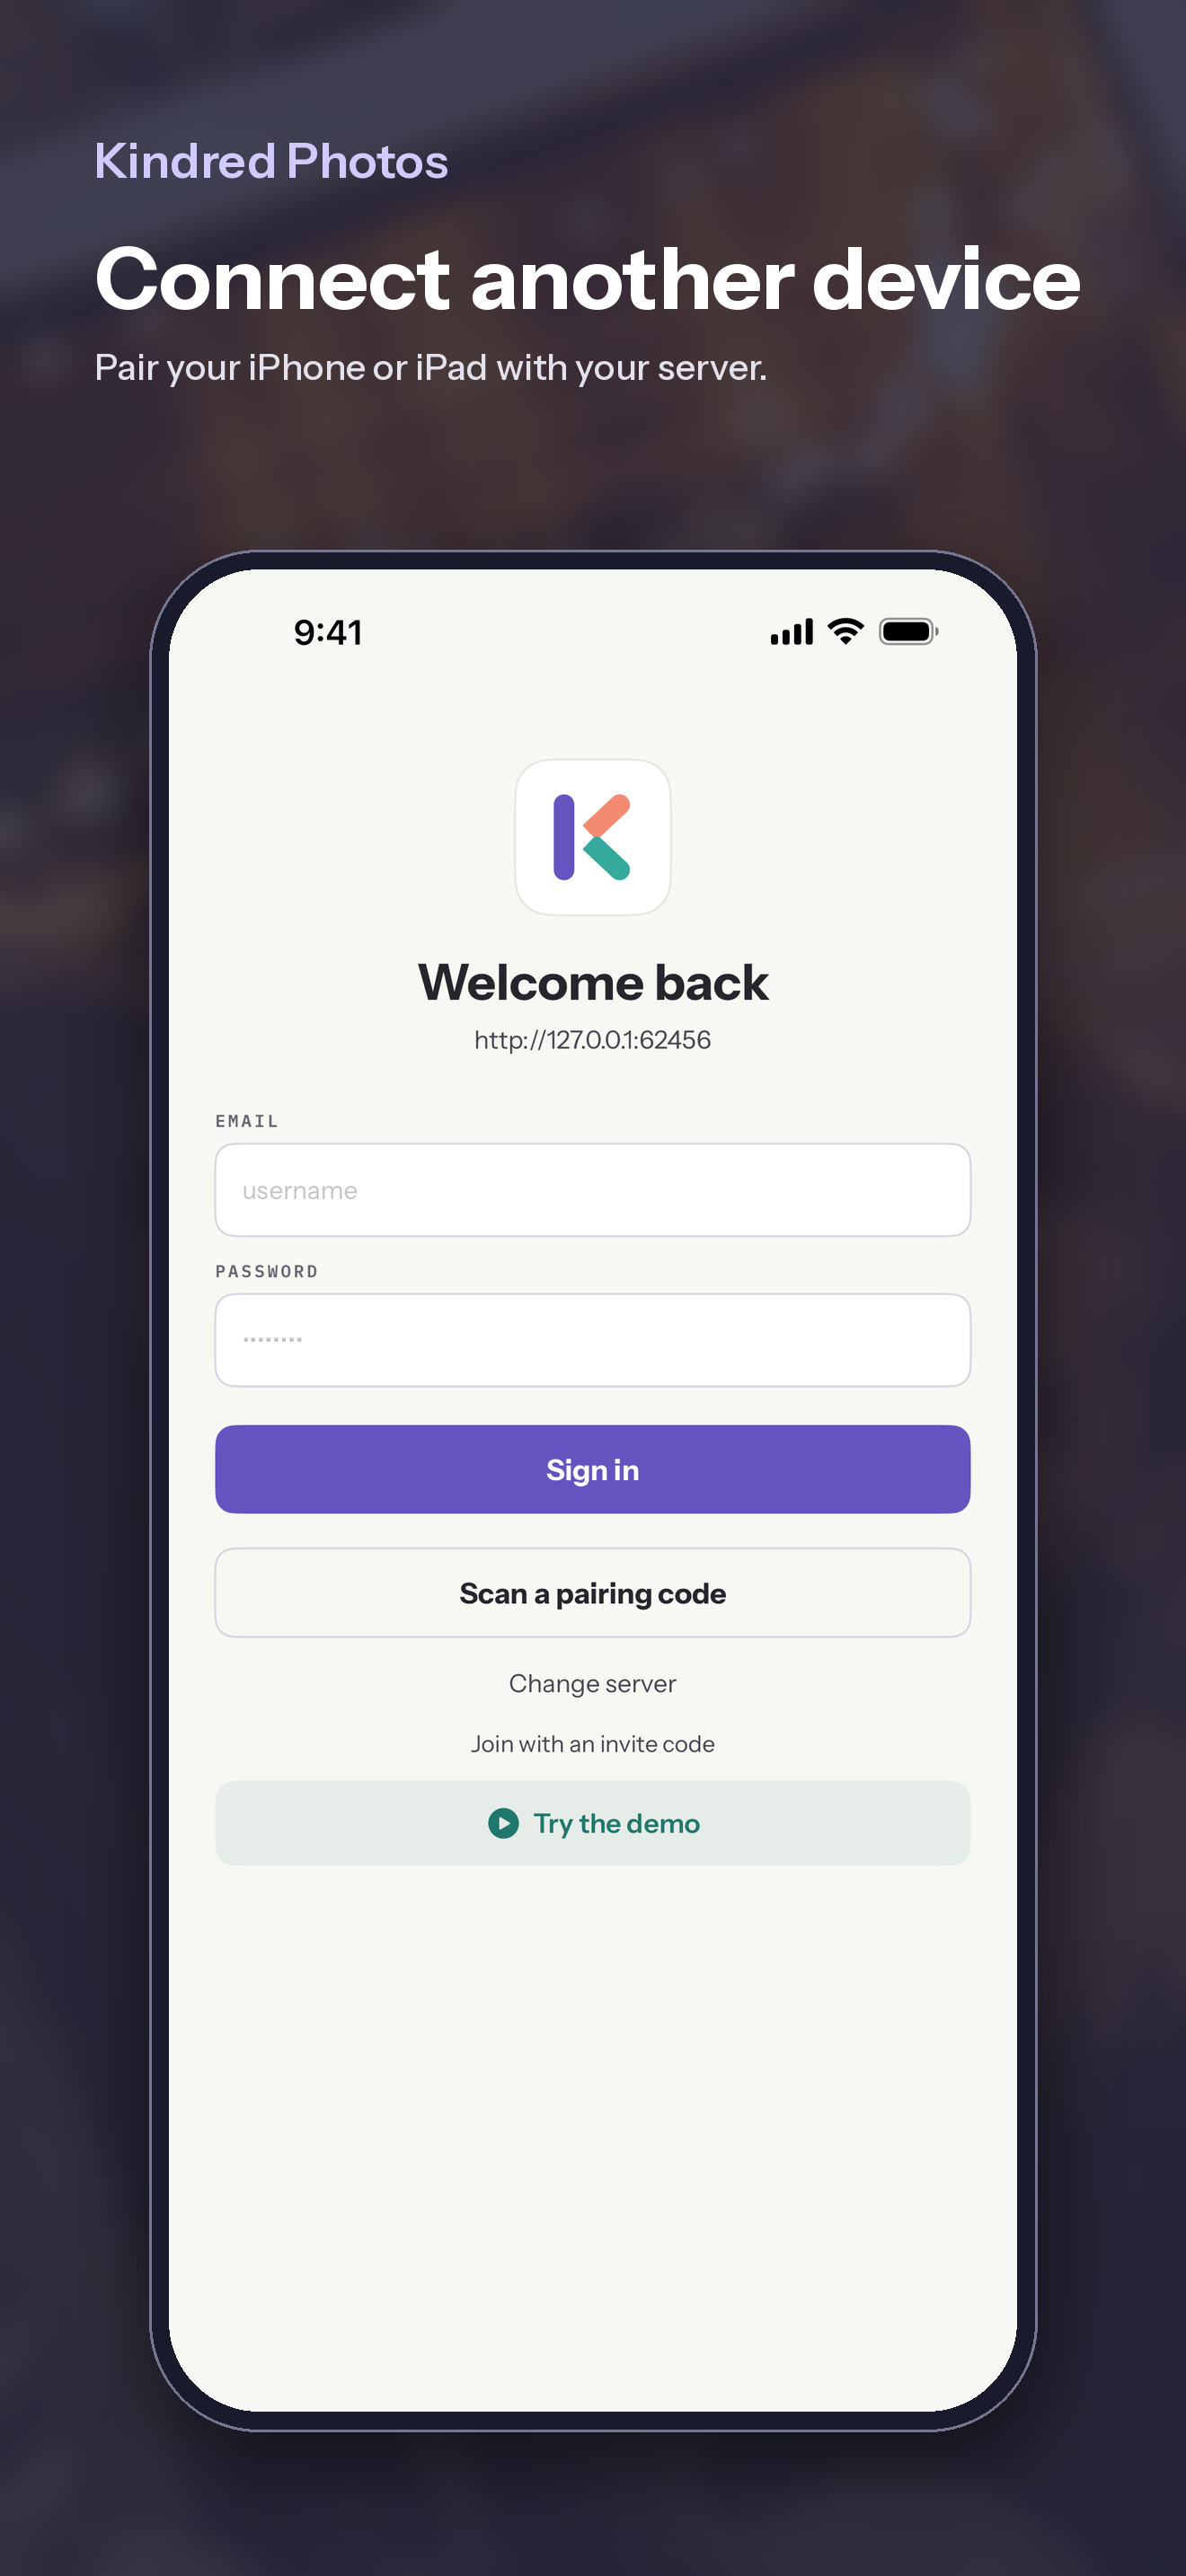 Kindred Photos
Connect another device
Pair your iPhone or iPad with your server.
9:41
Welcome back
http://127.0.0.1:62456
EMAIL
username
PASSWORD
••••••••
Sign in
Scan a pairing code
Change server
Join with an invite code
Try the demo